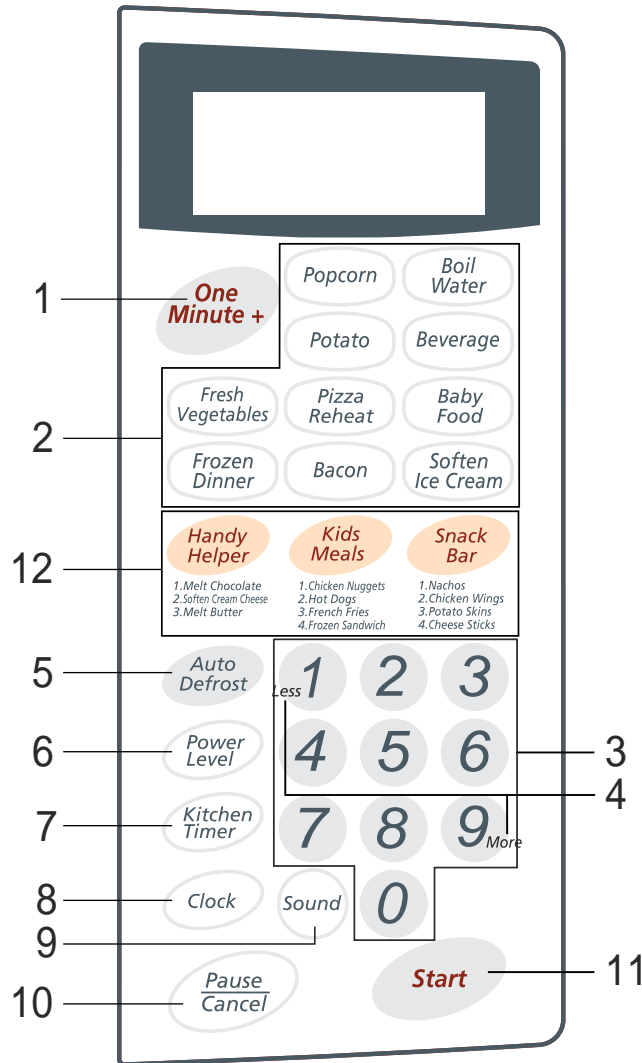 1
One
Minute +
Popcorn
Boil
Water
Potato
Beverage
2
Fresh
Vegetables
Pizza
Reheat
Baby
Food
Frozen
Dinner
Bacon
Soften
Ice Cream
12
Handy
Helper
1.Melt Chocolate
2.Soften Cream Cheese
3.Melt Butter
Kids
Meals
1.Chicken Nuggets
2.Hot Dogs
3.French Fries
4.Frozen Sandwich
Snack
Bar
1.Nachos
2.Chicken Wings
3.Potato Skins
4.Cheese Sticks
5
Auto
Defrost
Less
1
2
3
6
Power
Level
4
5
6
3
4
7
Kitchen
Timer
7
8
9
More
8
Clock
Sound
0
9
10
Pause
Cancel
Start
11